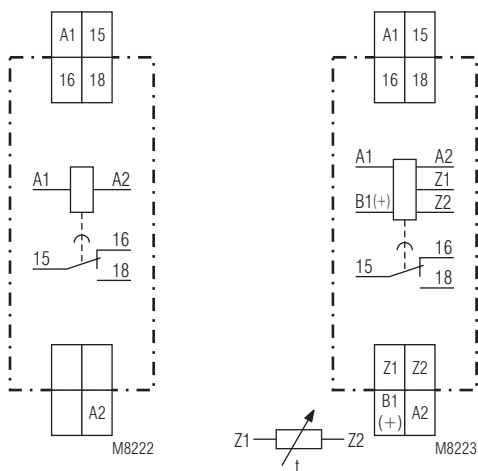 A1 15
16 18
A1 A2
15 16
18
A2
M8222
A1 15
16 18
A1 A2
Z1
B1(+) Z2
16
15 18
Z1 Z2
B1 (+) A2
Z1 Z2
t
M8223